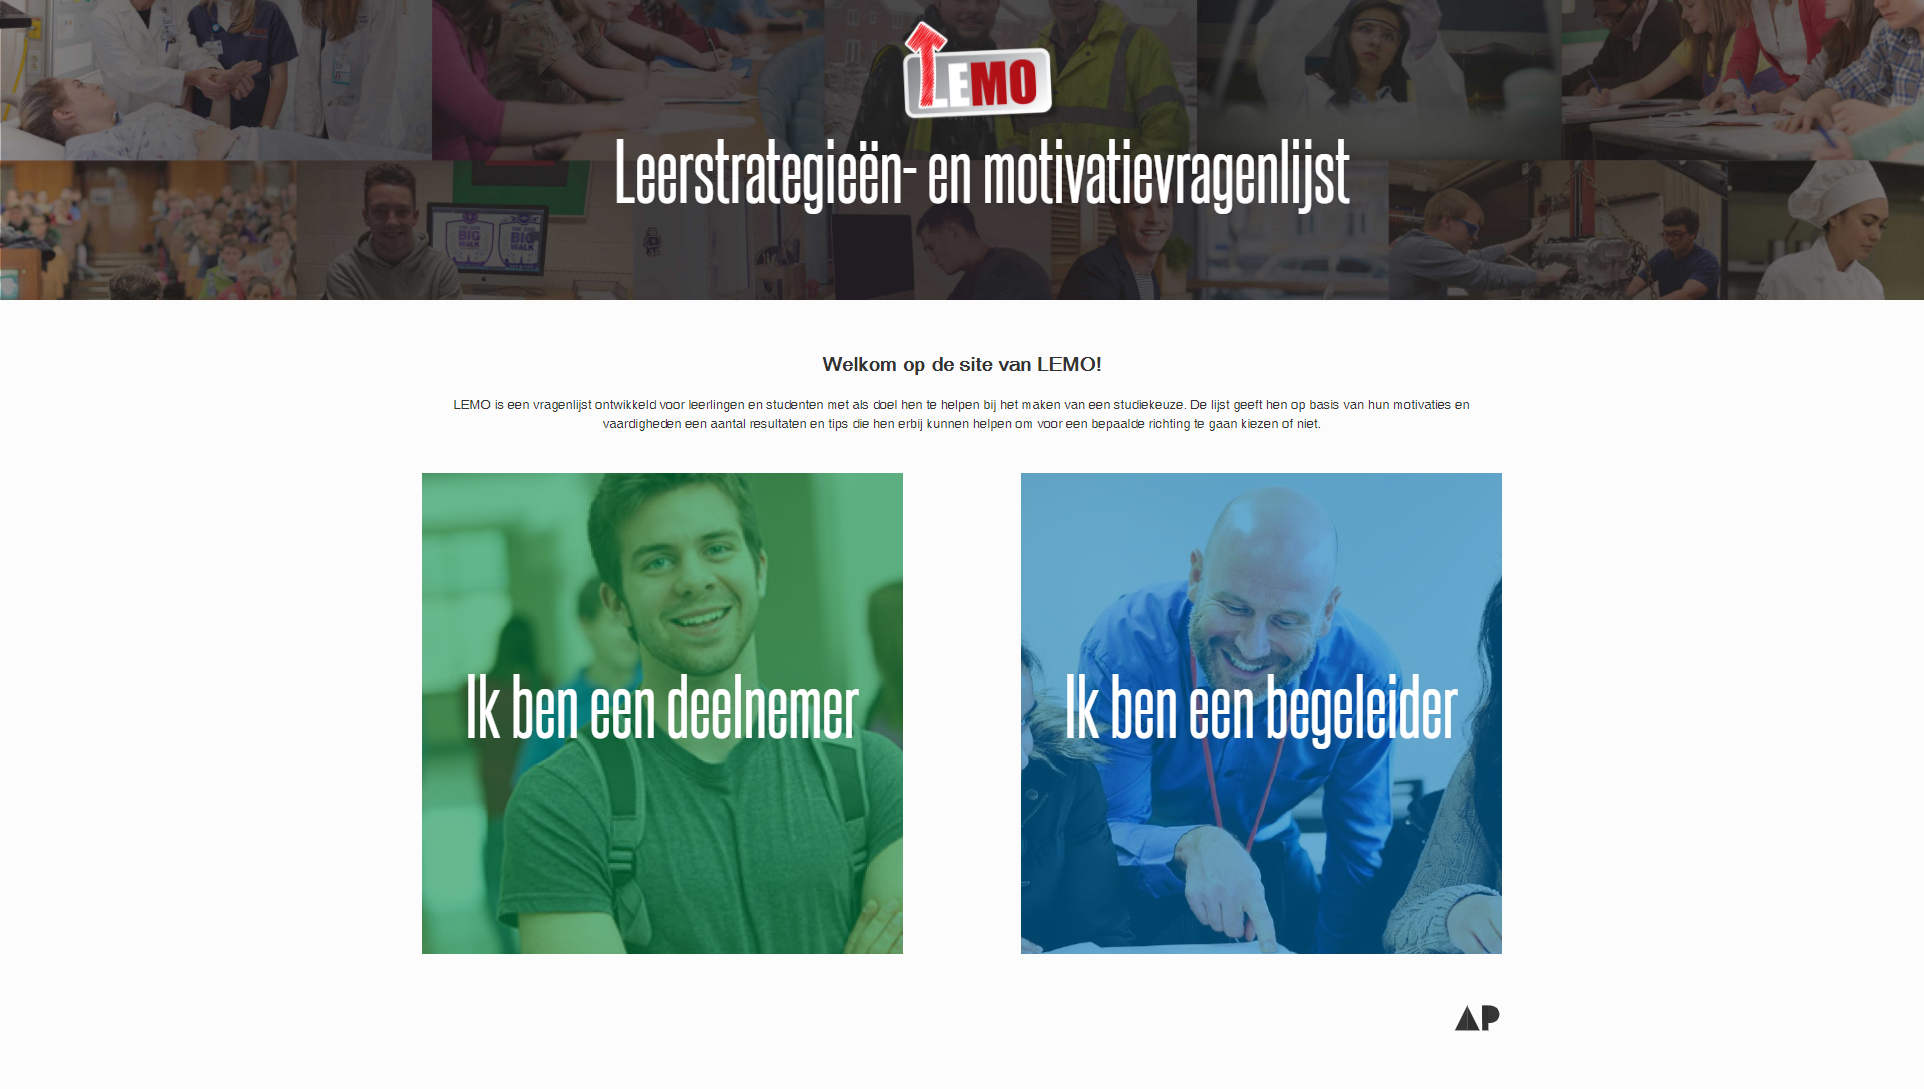 LEMO
Leerstrategieën- en motivatievragenlijst
THE 2015
BIG
WALK
BIG
WALK
Welkom op de site van LEMO!
LEMO is een vragenlijst ontwikkeld voor leerlingen en studenten met als doel hen te helpen bij het maken van een studiekeuze. De lijst geeft hen op basis van hun motivaties en
vaardigheden een aantal resultaten en tips die hen erbij kunnen helpen om voor een bepaalde richting te gaan kiezen of niet.
Ik ben een deelnemer
Ik ben een begeleider
AP